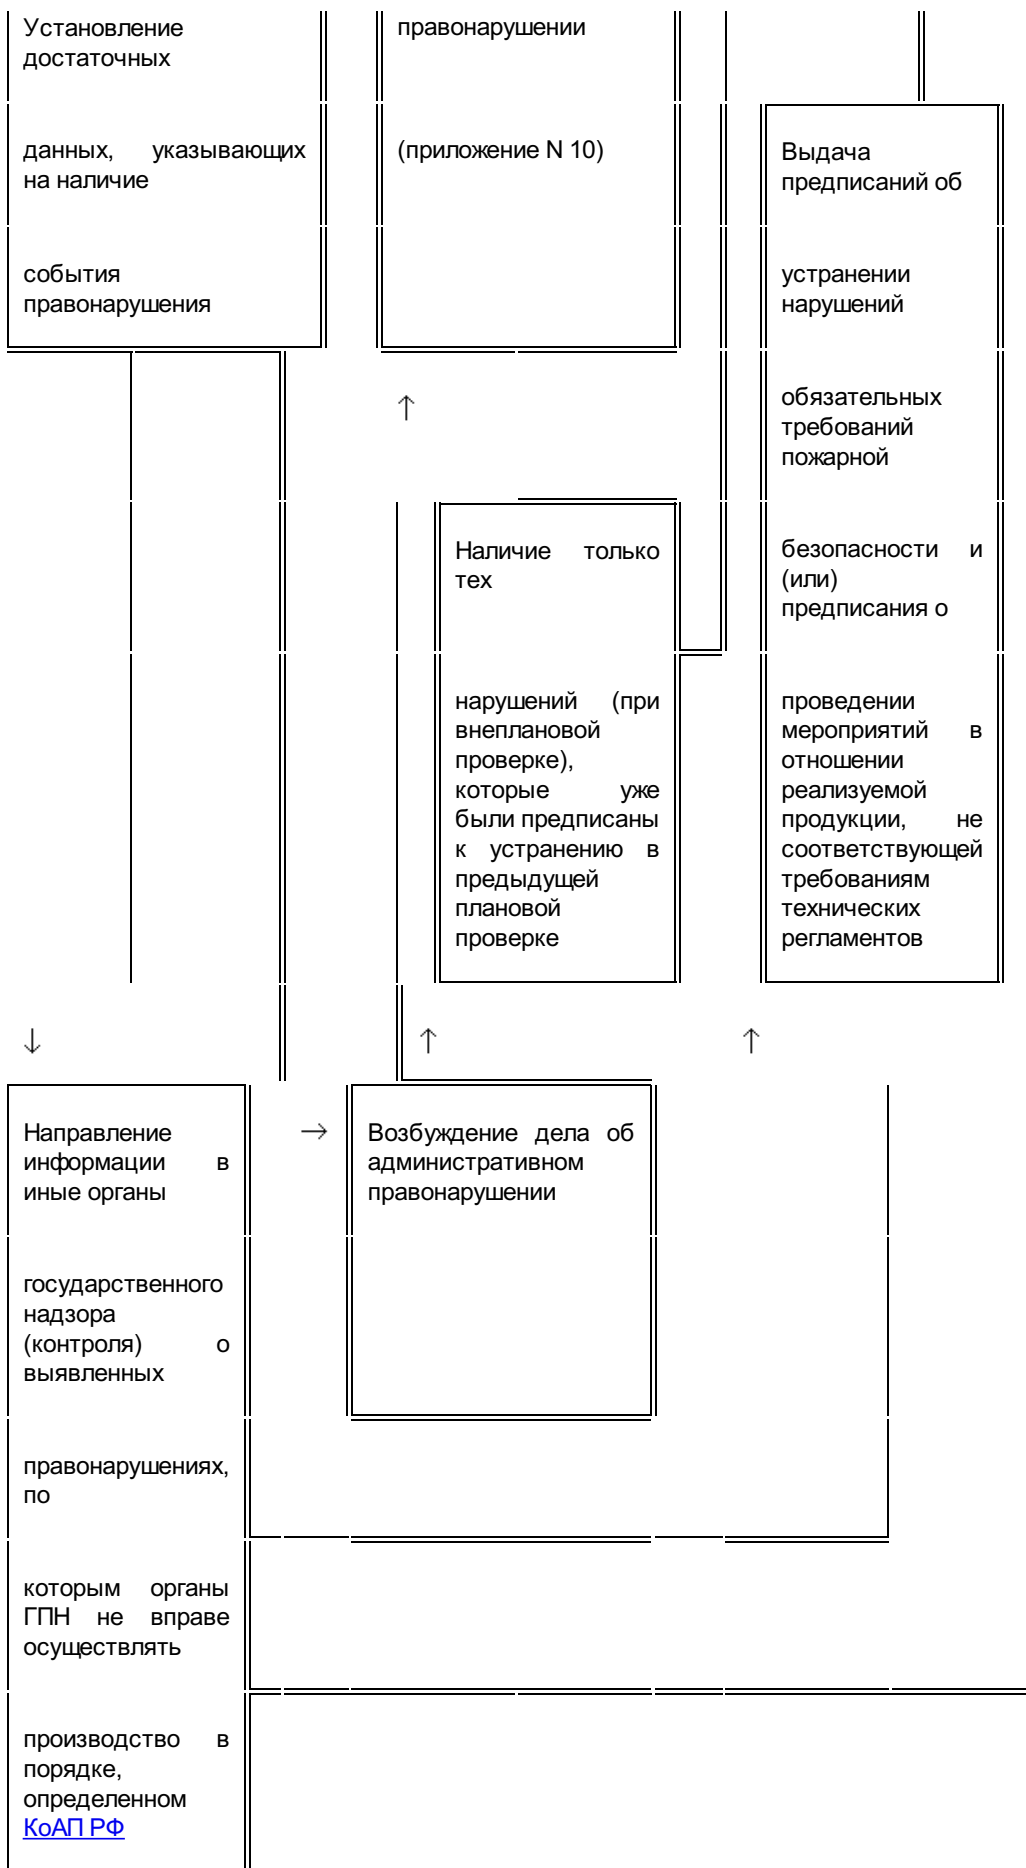 Установление
достаточных
данных, указывающих
на наличие
события
правонарушения
правонарушении
(приложение N 10)
Выдача
предписаний об
устранении
нарушений
обязательных
требований
пожарной
безопасности и
(или)
предписания о
проведении
мероприятий в
отношении
реализуемой
продукции, не
соответствующей
требованиям
технических
регламентов
↑
Наличие только
тех
нарушений (при
внеплановой
проверке),
которые уже
были предписаны
к устранению в
предыдущей
плановой
проверке
↓ ↑ ↑
Направление
информации в
иные органы
государственного
надзора
(контроля) о
выявленных
правонарушениях,
по
которым органы
ГПН не вправе
осуществлять
производство в
порядке,
определенном
КоАП РФ
→
Возбуждение дела об
административном
правонарушении